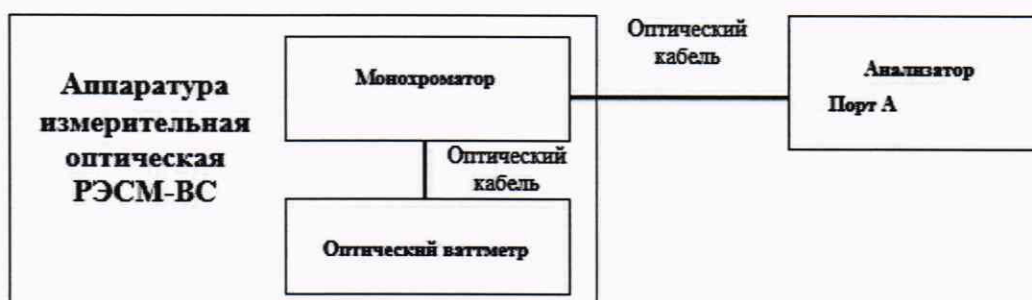 Аппаратура
измерительная
оптическая
РЭСМ-ВС
Монохроматор
Оптический
кабель
Оптический ваттметр
Оптический
кабель
Анализатор
Порт А